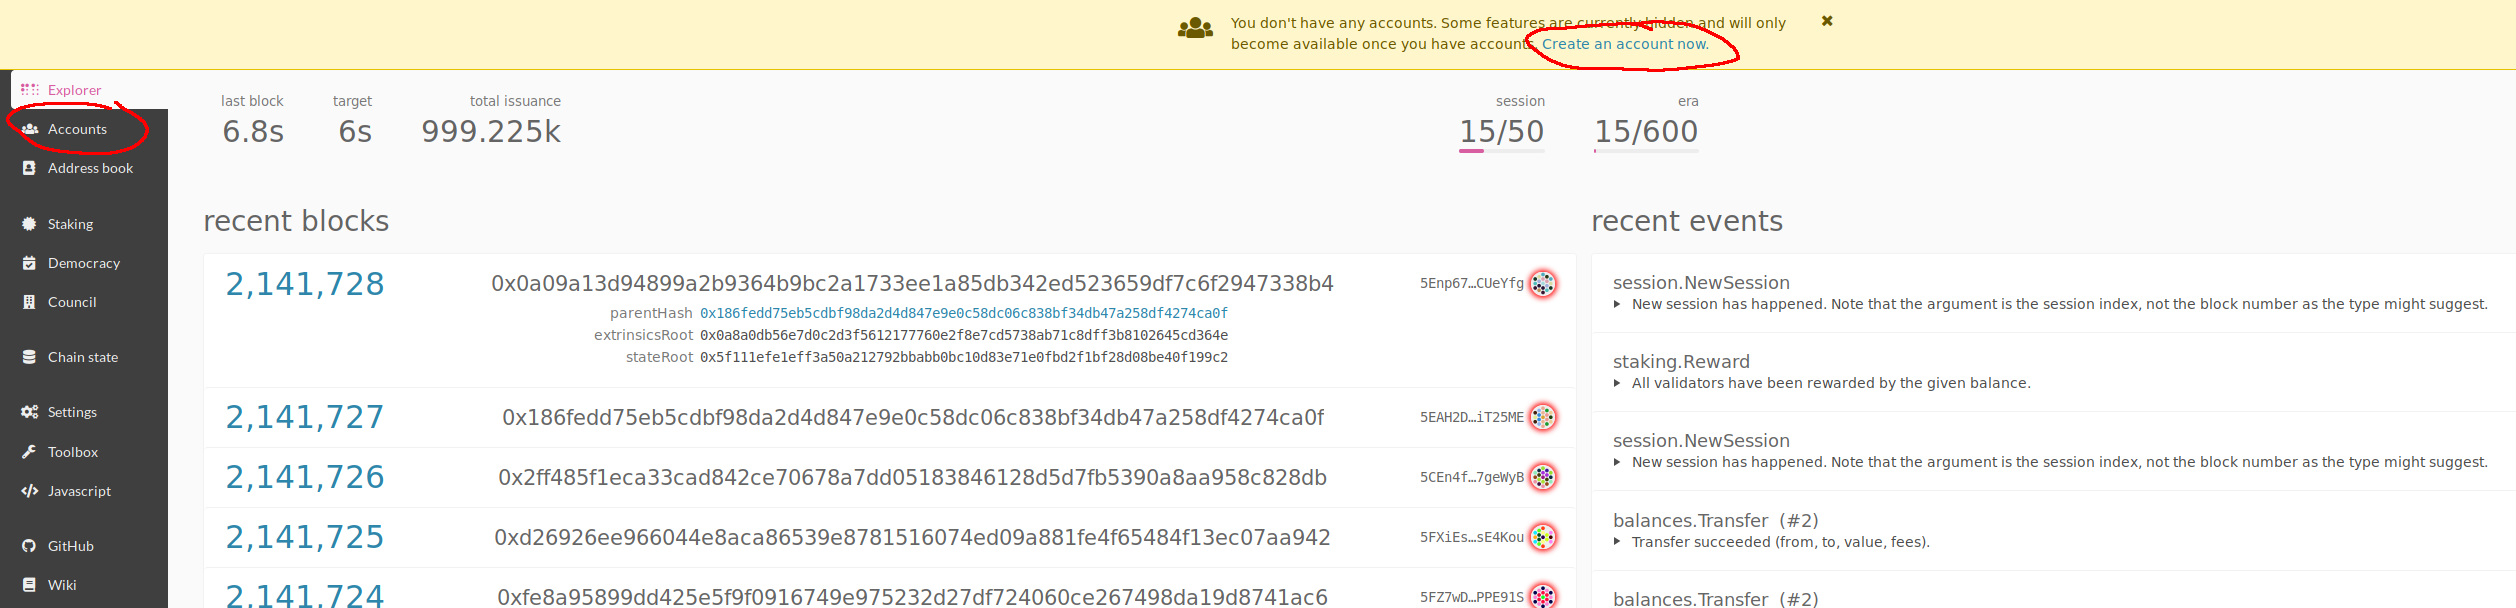 You don't have any accounts. Some features are currently hidden and will only
become available once you have accounts. Create an account now.
Explorer
Accounts
Address book
Staking
Democracy
Council
Chain state
Settings
Toolbox
Javascript
GitHub
Wiki
last block
6.8s
target
6s
total issuance
999.225k
session
15/50
era
15/600
recent blocks
2,141,728 0x0a09a13d94899a2b9364b9bc2a1733ee1a85db342ed523659df7c6f2947338b4 5Enp67…CUeYfg
parentHash 0x186fedd75eb5cdbf98da2d4d847e9e0c58dc06c838bf34db47a258df4274ca0f
extrinsicsRoot 0x0a8a0db56e7d0c2d3f5612177760e2f8e7cd5738ab71c8dff3b8102645cd364e
stateRoot 0x5f111efe1eff3a50a212792bbabb0bc10d83e71e0fbd2f1bf28d08be40f199c2
2,141,727 0x186fedd75eb5cdbf98da2d4d847e9e0c58dc06c838bf34db47a258df4274ca0f 5EAH2D…iT25ME
2,141,726 0x2ff485f1eca33cad842ce70678a7dd05183846128d5d7fb5390a8aa958c828db 5CEn4f…7geWyB
2,141,725 0xd26926ee966044e8aca86539e8781516074ed09a881fe4f65484f13ec07aa942 5FXiEs…sE4Kou
2,141,724 0xfe8a95899dd425e5f9f0916749e975232d27df724060ce267498da19d8741ac6 5FZ7wD…PPE91S
recent events
session.NewSession
New session has happened. Note that the argument is the session index, not the block number as the type might suggest.
staking.Reward
All validators have been rewarded by the given balance.
session.NewSession
New session has happened. Note that the argument is the session index, not the block number as the type might suggest.
balances.Transfer (#2)
Transfer succeeded (from, to, value, fees).
balances.Transfer (#2)